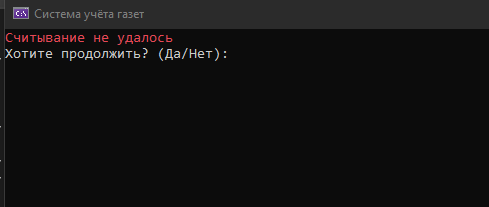 Система учёта газет
Считывание не удалось
Хотите продолжить? (Да/Нет):